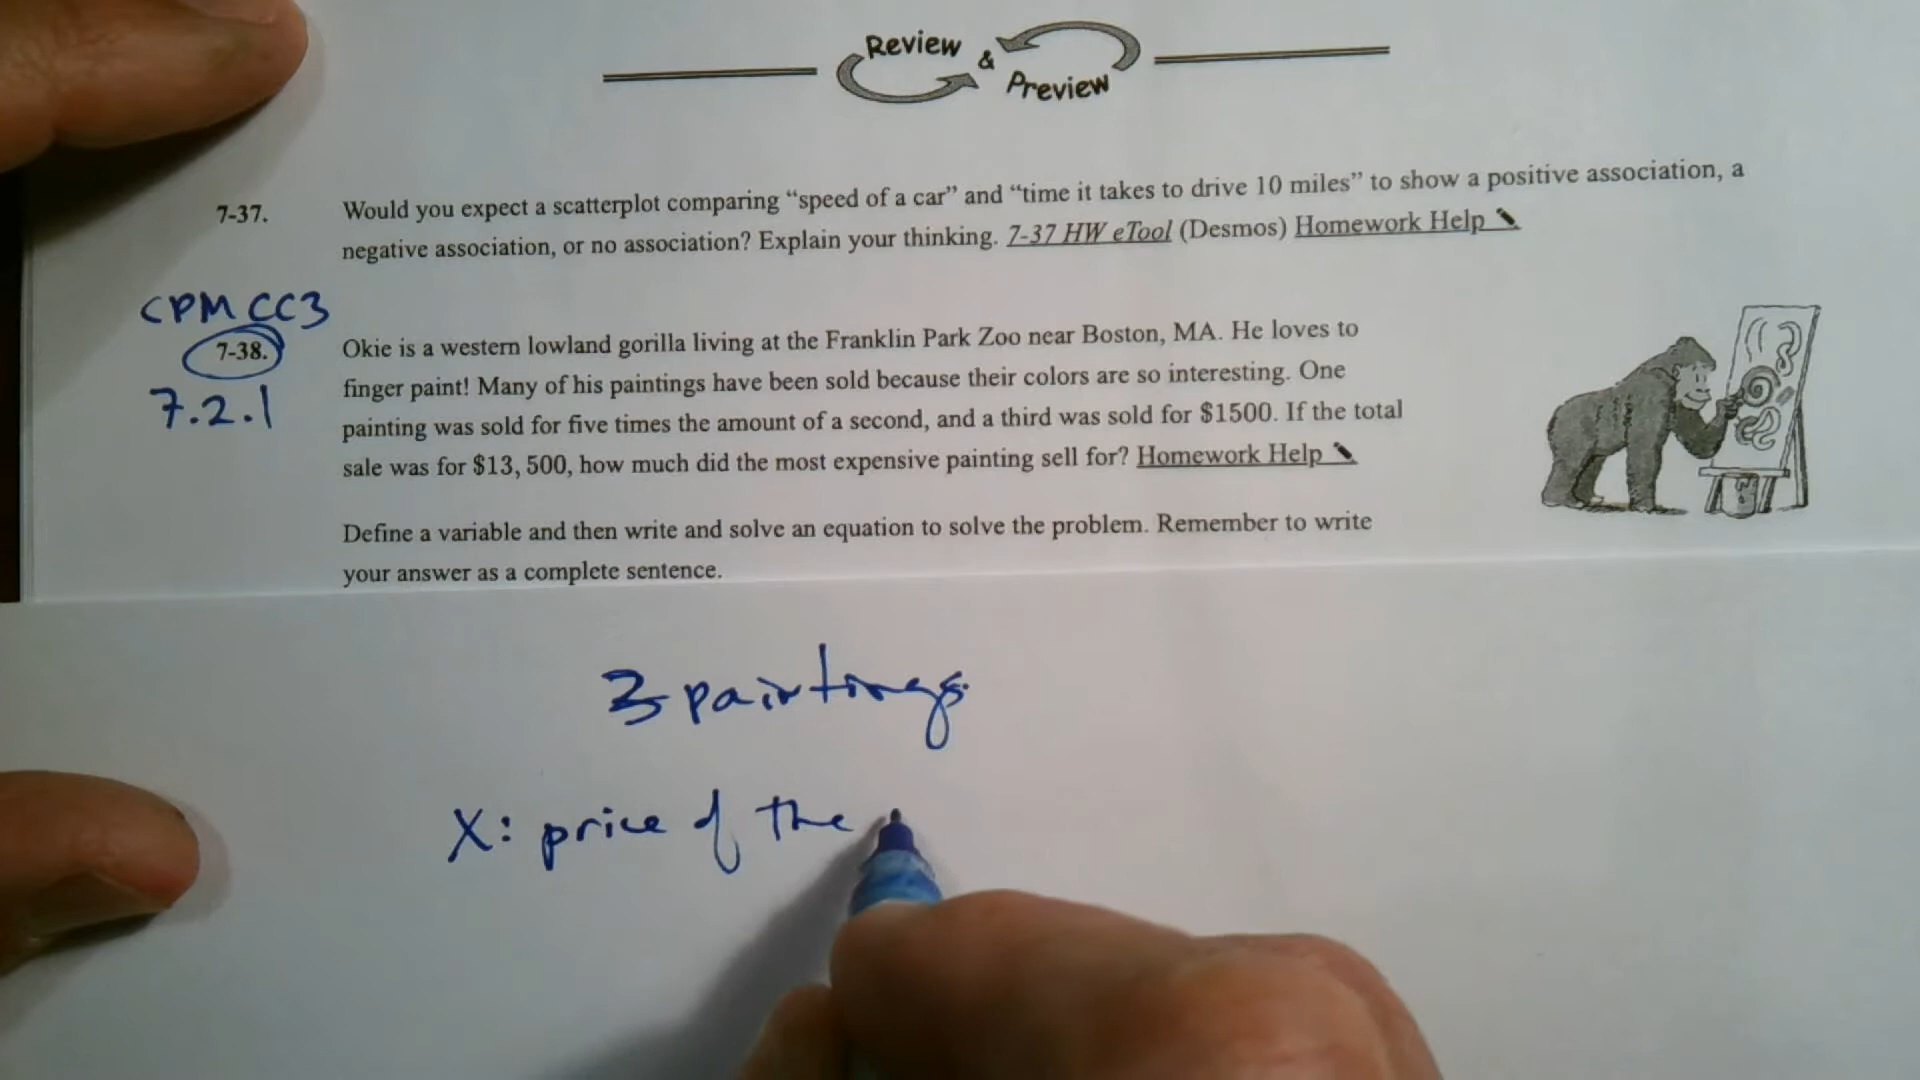 Review
&
Preview
7-37.
Would you expect a scatterplot comparing “speed of a car” and “time it takes to drive 10 miles” to show a positive association, a
negative association, or no association? Explain your thinking. 7-37 HW eTool (Desmos) Homework Help
CPM CC3
7-38.
7.2.1
Okie is a western lowland gorilla living at the Franklin Park Zoo near Boston, MA. He loves to
finger paint! Many of his paintings have been sold because their colors are so interesting. One
painting was sold for five times the amount of a second, and a third was sold for $1500. If the total
sale was for $13, 500, how much did the most expensive painting sell for? Homework Help
Define a variable and then write and solve an equation to solve the problem. Remember to write
your answer as a complete sentence.
3 paintings.
X: price of the